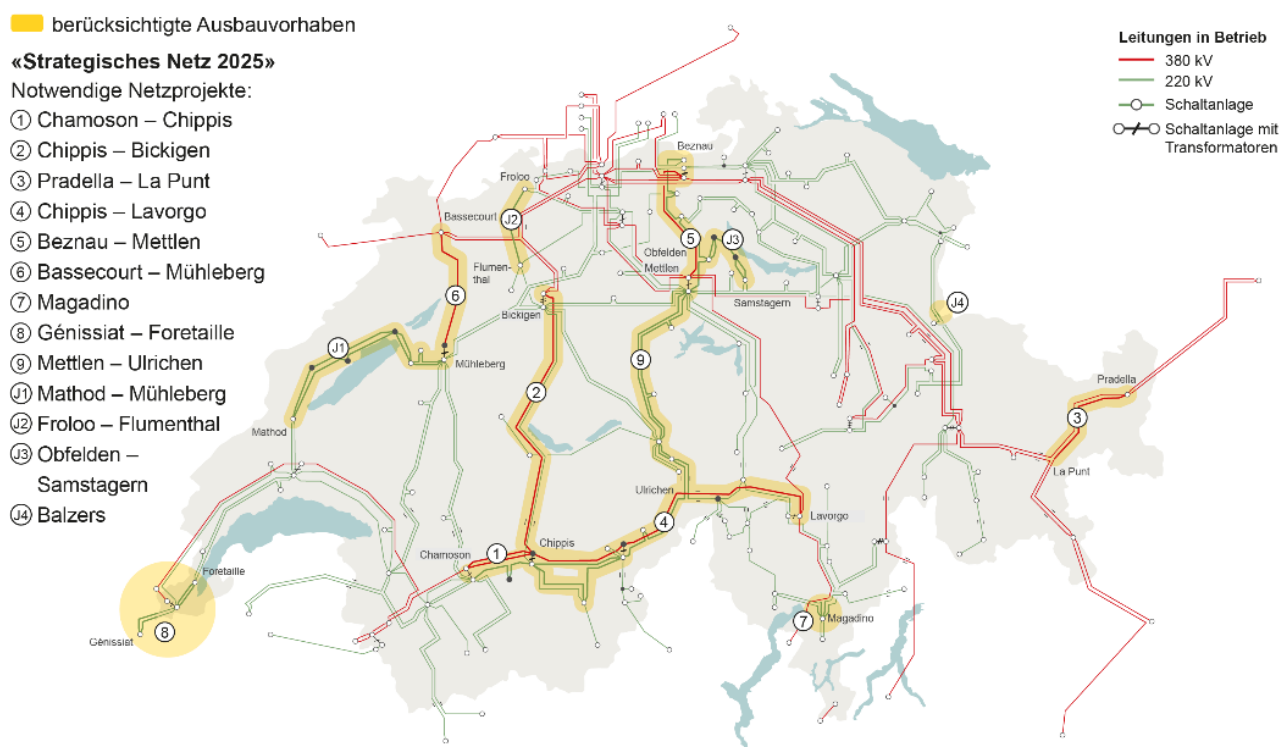 berücksichtigte Ausbauvorhaben
«Strategisches Netz 2025»
Notwendige Netzprojekte:
1 Chamoson – Chippis
2 Chippis – Bickigen
3 Pradella – La Punt
4 Chippis – Lavorgo
5 Beznau – Mettlen
6 Bassecourt – Mühleberg
7 Magadino
8 Génissiat – Foretaille
9 Mettlen – Ulrichen
J1 Mathod – Mühleberg
J2 Froloo – Flumenthal
J3 Obfelden –
Samstagern
J4 Balzers
Leitungen in Betrieb
380 kV
220 kV
Schaltanlage
Schaltanlage mit
Transformatoren
Beznau
Froloo
Bassecourt
J2
Flumen-
thal
Obfelden
5
J3
Mettlen
Samstagern
J4
6
Bickigen
J1
Mühleberg
9
2
Pradella
3
Mathod
La Punt
Ulrichen
4
Lavorgo
Chamoson
1
Chippis
Foretaille
7
Magadino
8
Génissiat